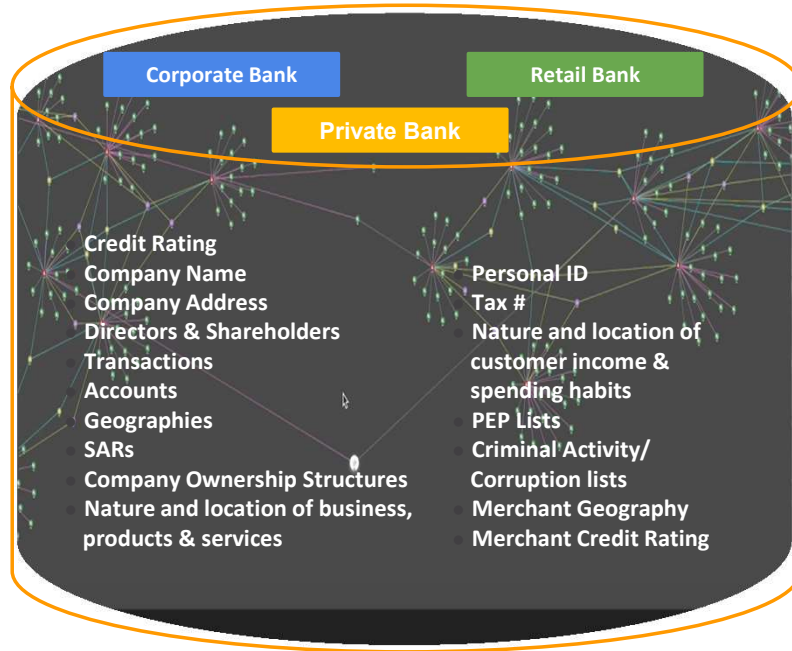 Corporate Bank
Retail Bank
Private Bank
Credit Rating
Company Name
Company Address
Directors & Shareholders
Transactions
Accounts
Geographies
SARs
Company Ownership Structures
Nature and location of business,
products & services
Personal ID
Tax #
Nature and location of
customer income &
spending habits
PEP Lists
Criminal Activity/
Corruption lists
Merchant Geography
Merchant Credit Rating